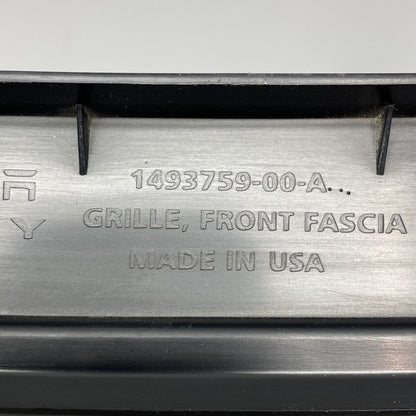 1493759-00-A...
GRILLE, FRONT FASCIA
Y
MADE IN USA